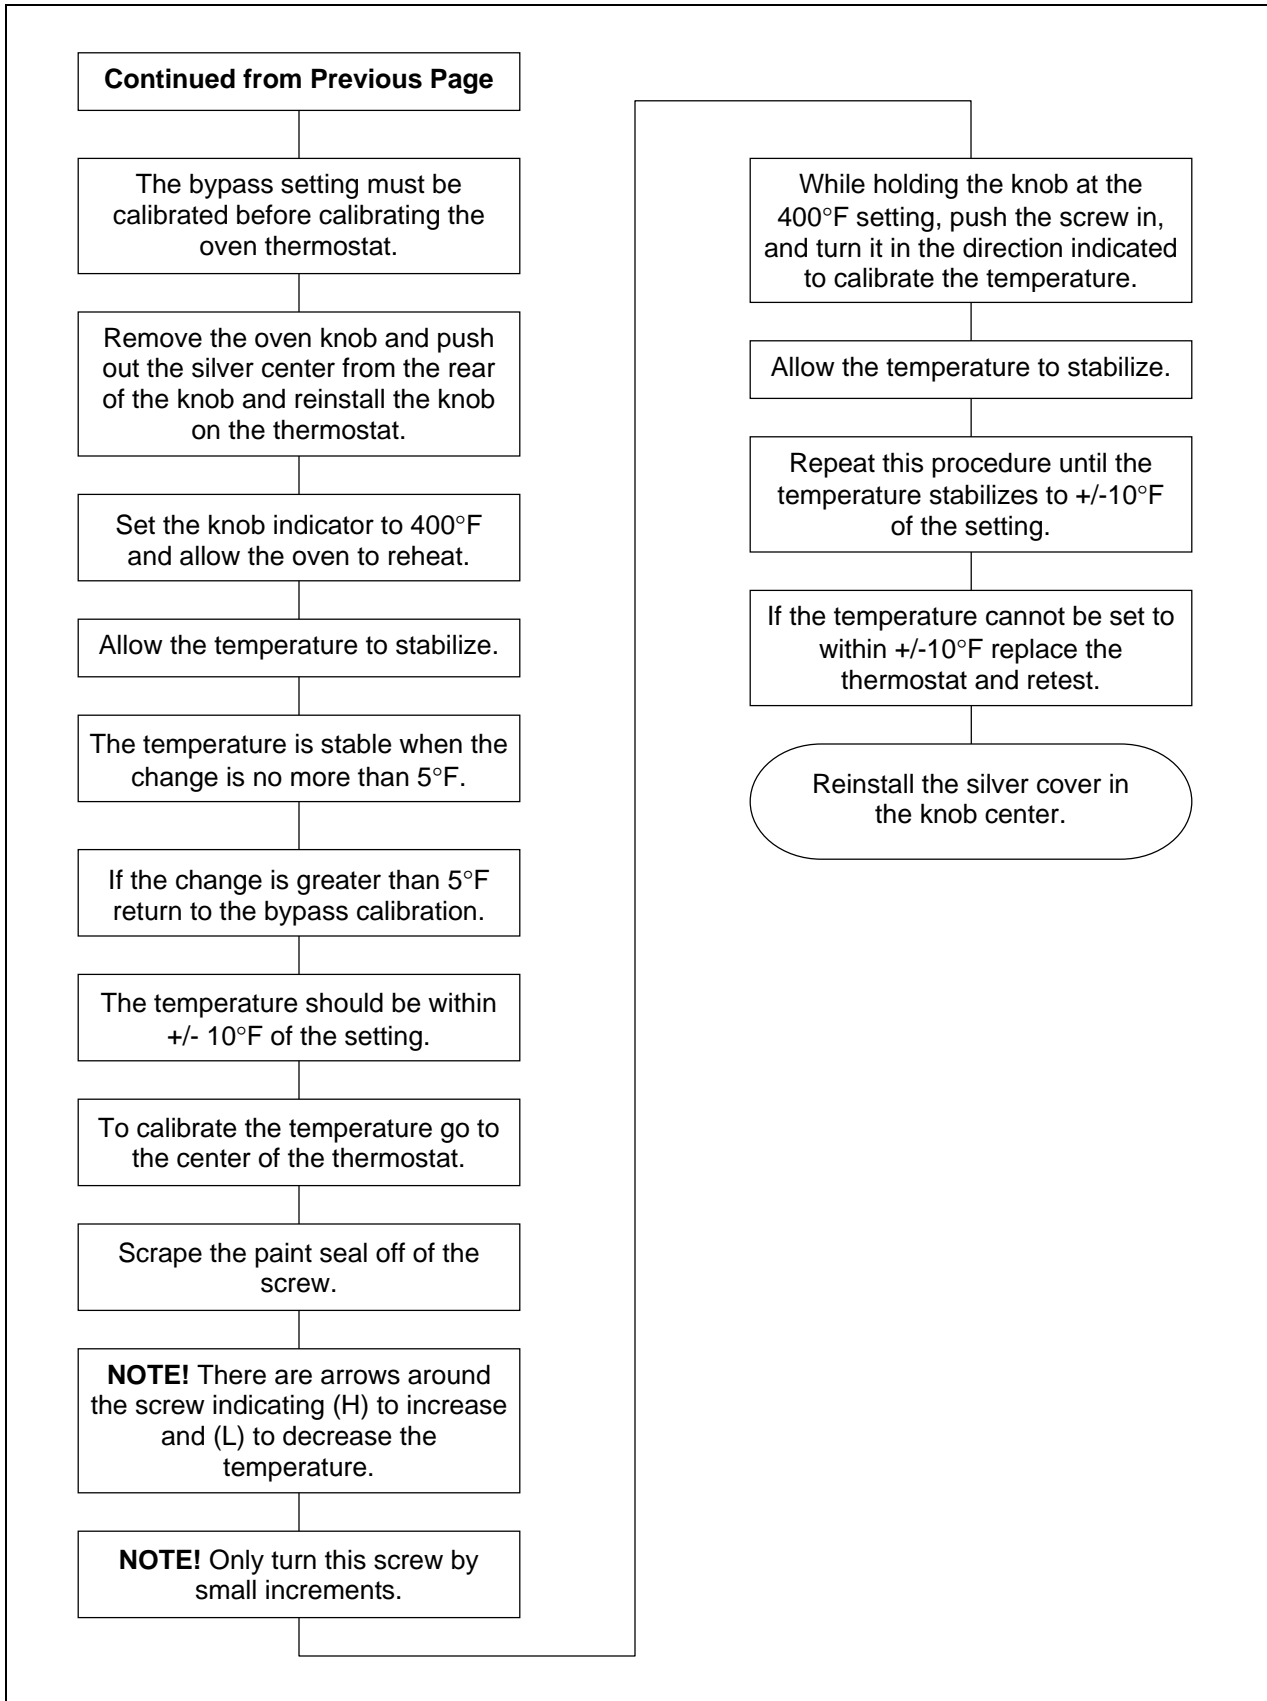 Continued from Previous Page
The bypass setting must be
calibrated before calibrating the
oven thermostat.
Remove the oven knob and push
out the silver center from the rear
of the knob and reinstall the knob
on the thermostat.
Set the knob indicator to 400°F
and allow the oven to reheat.
Allow the temperature to stabilize.
The temperature is stable when the
change is no more than 5°F.
If the change is greater than 5°F
return to the bypass calibration.
The temperature should be within
+/- 10°F of the setting.
To calibrate the temperature go to
the center of the thermostat.
Scrape the paint seal off of the
screw.
NOTE! There are arrows around
the screw indicating (H) to increase
and (L) to decrease the
temperature.
NOTE! Only turn this screw by
small increments.
While holding the knob at the
400°F setting, push the screw in,
and turn it in the direction indicated
to calibrate the temperature.
Allow the temperature to stabilize.
Repeat this procedure until the
temperature stabilizes to +/-10°F
of the setting.
If the temperature cannot be set to
within +/-10°F replace the
thermostat and retest.
Reinstall the silver cover in
the knob center.